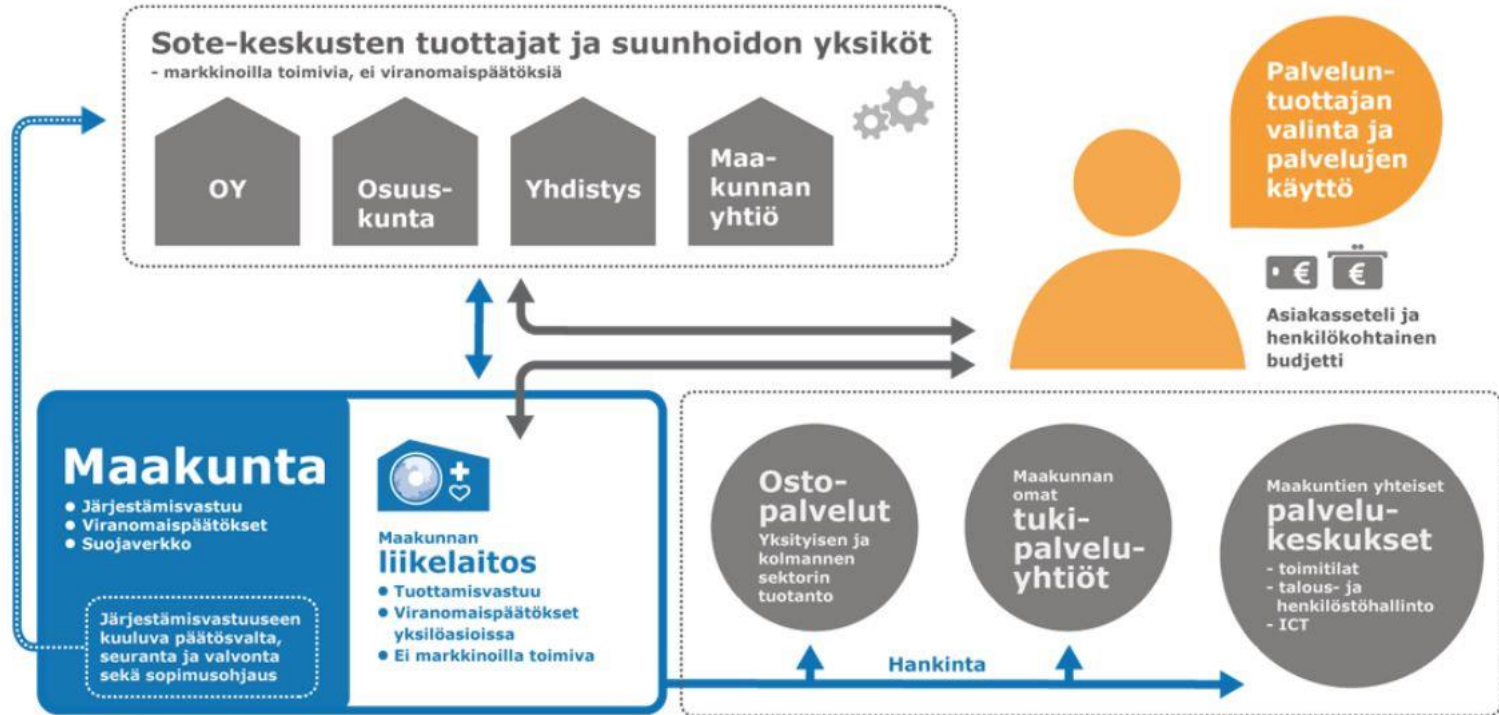 Sote-keskusten tuottajat ja suunhoidon yksiköt
- markkinoilla toimivia, ei viranomaispäätöksiä
OY
Osuus-
kunta
Yhdistys
Maa-
kunnan
yhtiö
Palvelun-
tuottajan
valinta ja
palvelujen
käyttö
€
€
Asiakasseteli ja
henkilökohtainen
budjetti
Maakunta
• Järjestämisvastuu
• Viranomaispäätökset
• Suojaverkko
Järjestämisvastuuseen
kuuluva päätösvalta,
seuranta ja valvonta
sekä sopimusohjaus
Maakunnan
liikelaitos
• Tuottamisvastuu
• Viranomaispäätökset
yksilöasioissa
• Ei markkinoilla toimiva
Osto-
palvelut
Yksityisen ja
kolmannen
sektorin
tuotanto
Maakunnan
omat
tuki-
palvelu-
yhtiöt
Maakuntien yhteiset
palvelu-
keskukset
- toimitilat
- talous- ja
henkilöstöhallinto
- ICT
Hankinta